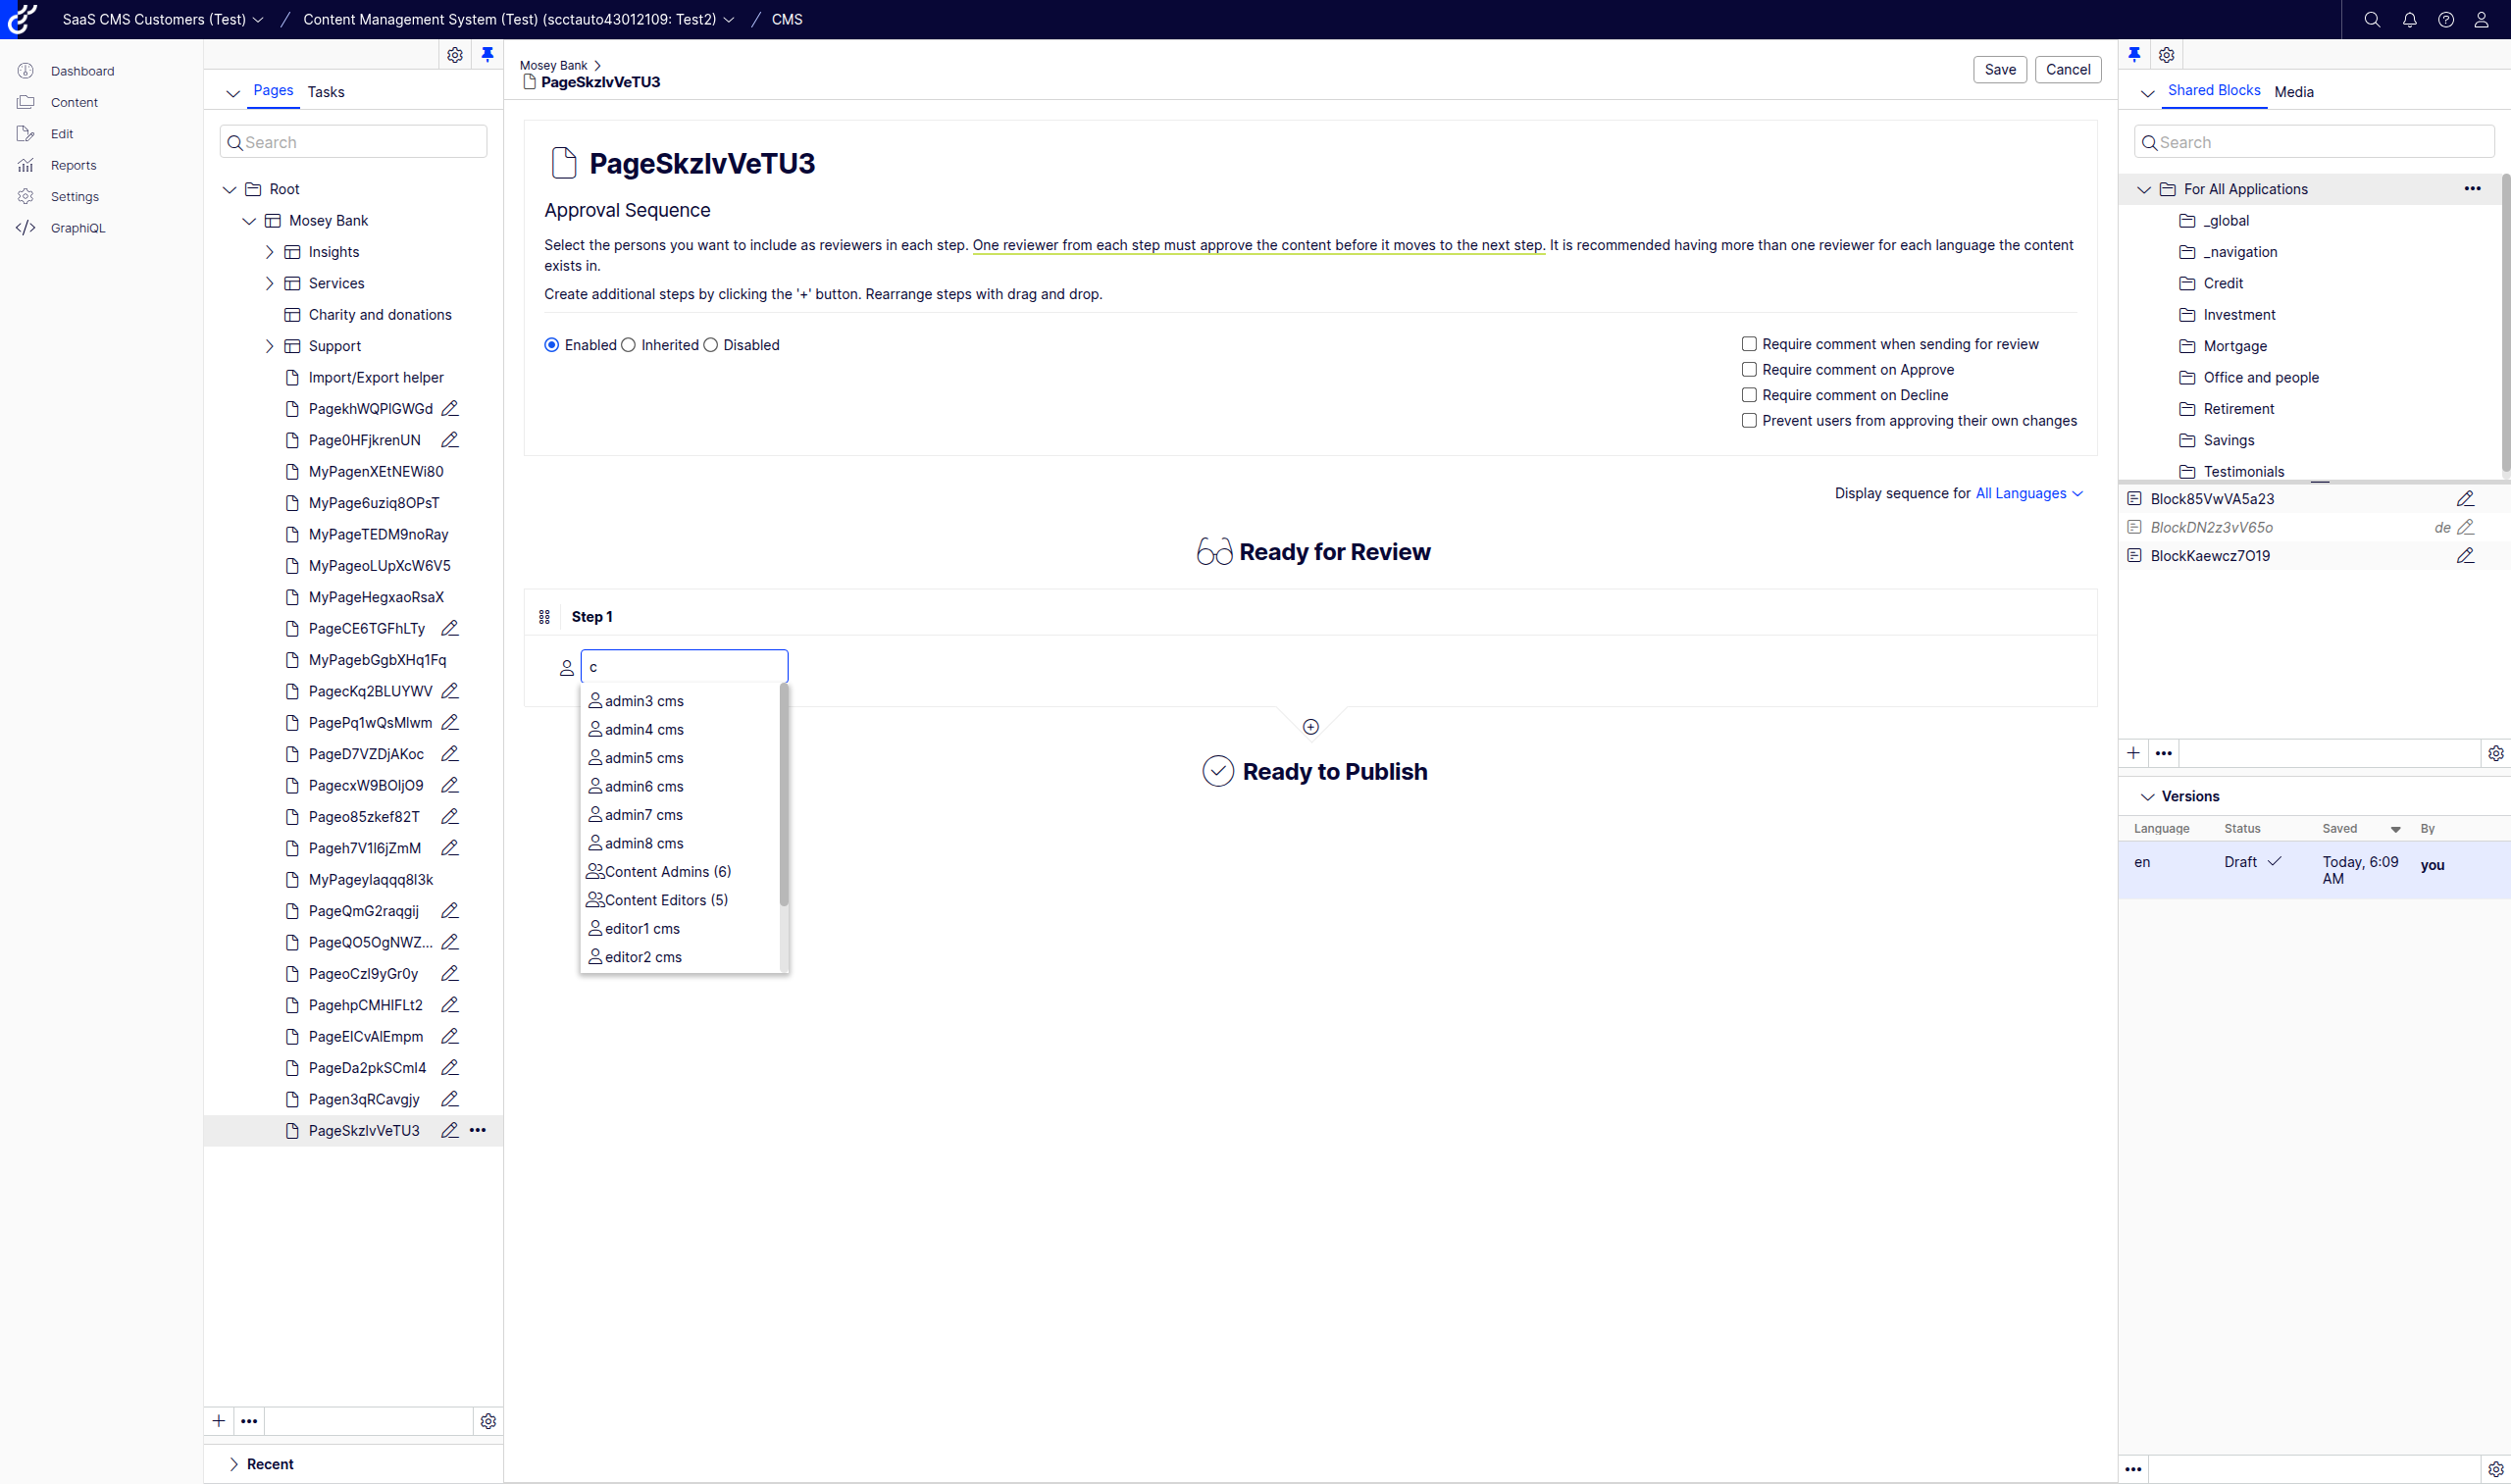 SaaS CMS Customers (Test) / Content Management System (Test) (scctauto43012109: Test2) / CMS
Dashboard
Content
Edit
Reports
Settings
GraphiQL
Pages Tasks
Search
Root
Mosey Bank
Insights
Services
Charity and donations
Support
Import/Export helper
PagekhWQPlGWGd
Page0HFjkrenUN
MyPagenXEtNEWi80
MyPage6uziq8OPsT
MyPageTEDM9noRay
MyPageoLUpXcW6V5
MyPageHegxaoRsaX
PageCE6TGFhLTy
MyPagebGgbXHq1Fq
PagecKq2BLUYWV
PagePq1wQsMlwm
PageD7VZDjAKoc
PagecxW9BOljO9
Pageo85zkef82T
Pageh7V1l6jZmM
MyPageylaqqq8l3k
PageQmG2raqgij
PageQO5OgNWZ...
PageoCzl9yGr0y
PagehpCMHlFLt2
PageElCvAlEmpm
PageDa2pkSCml4
Pagen3qRCavgjy
PageSkzlvVeTU3
Recent
Mosey Bank
PageSkzlvVeTU3
Save Cancel
PageSkzlvVeTU3
Approval Sequence
Select the persons you want to include as reviewers in each step. One reviewer from each step must approve the content before it moves to the next step. It is recommended having more than one reviewer for each language the content
exists in.
Create additional steps by clicking the '+' button. Rearrange steps with drag and drop.
Enabled Inherited Disabled
Require comment when sending for review
Require comment on Approve
Require comment on Decline
Prevent users from approving their own changes
Display sequence for All Languages
Ready for Review
Step 1
c
admin3 cms
admin4 cms
admin5 cms
admin6 cms
admin7 cms
admin8 cms
Content Admins (6)
Content Editors (5)
editor1 cms
editor2 cms
Ready to Publish
Shared Blocks Media
Search
For All Applications
_global
_navigation
Credit
Investment
Mortgage
Office and people
Retirement
Savings
Testimonials
Block85VwVA5a23
BlockDN2z3vV65o de
BlockKaewcz7O19
Versions
Language Status Saved By
en Draft Today, 6:09 AM you